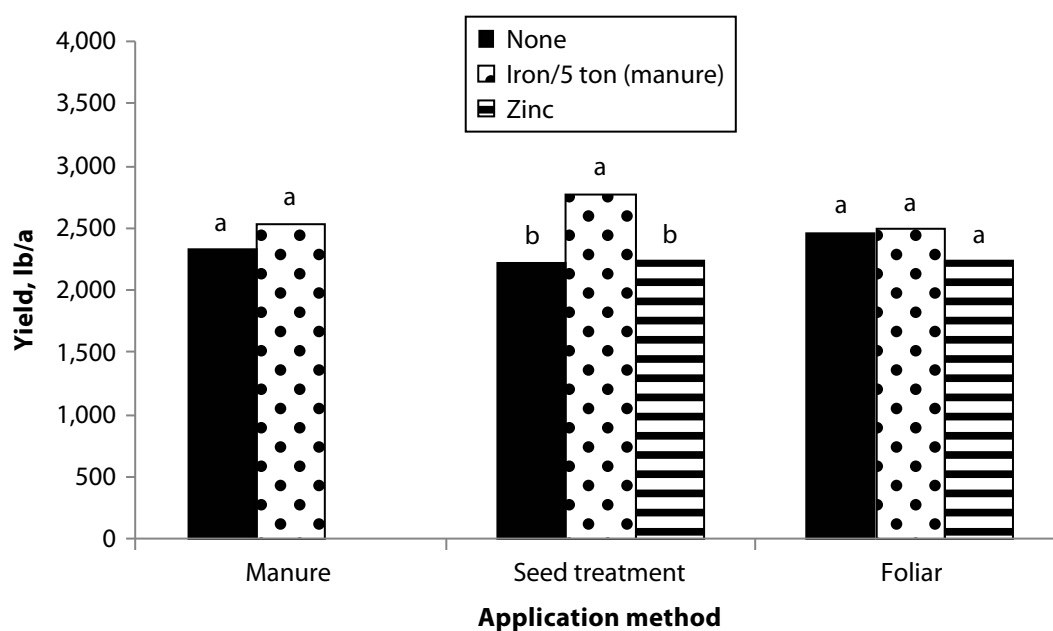 4,000
3,500
3,000
2,500
2,000
1,500
1,000
500
0
Yield, lb/a
None
Iron/5 ton (manure)
Zinc
a
a
b
a
b
a
a
a
Manure
Seed treatment
Foliar
Application method